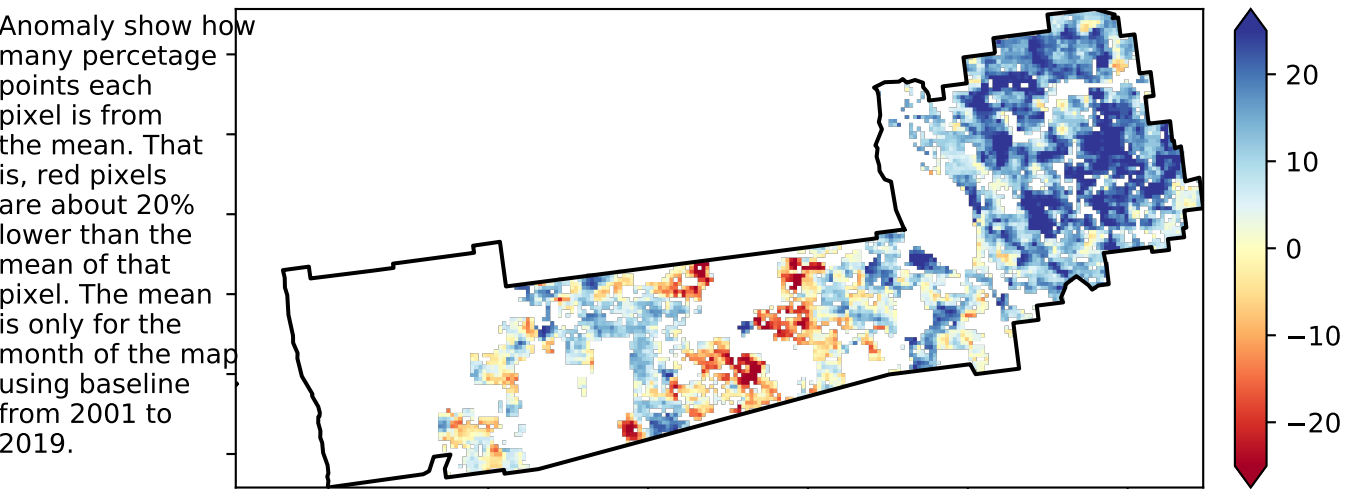 Anomaly show how
many percetage
points each
pixel is from
the mean. That
is, red pixels
are about 20%
lower than the
mean of that
pixel. The mean
is only for the
month of the map
using baseline
from 2001 to
2019.
20
10
0
−10
−20